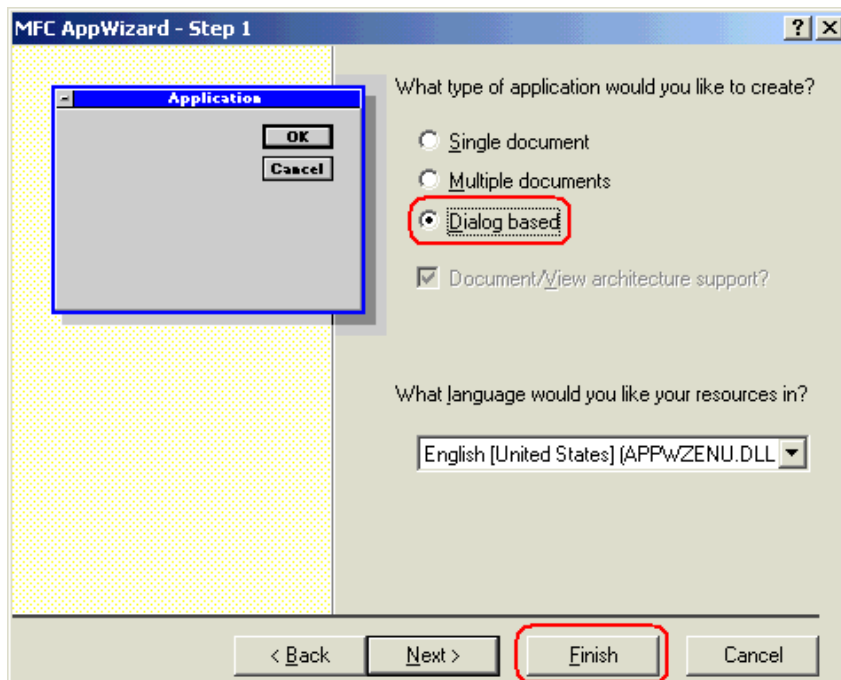 MFC AppWizard - Step 1
Application
OK
Cancel
What type of application would you like to create?
Single document
Multiple documents
Dialog based
Document/View architecture support?
What language would you like your resources in?
English [United States] (APPWZENU.DLL
< Back
Next >
Finish
Cancel